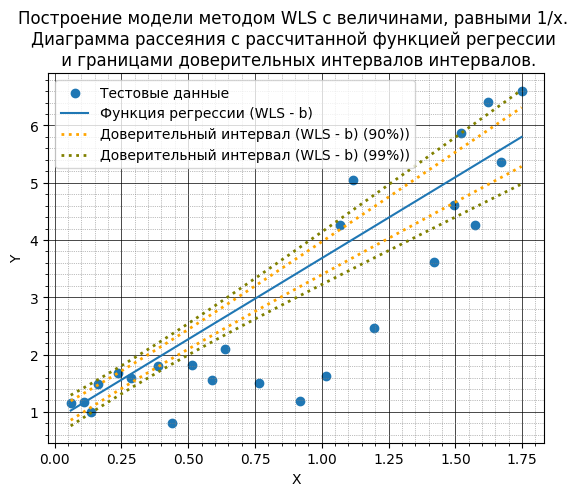 Построение модели методом WLS с величинами, равными 1/x.
Диаграмма рассеяния с рассчитанной функцией регрессии
и границами доверительных интервалов интервалов.
Тестовые данные
Функция регрессии (WLS - b)
Доверительный интервал (WLS - b) (90%))
Доверительный интервал (WLS - b) (99%))
Y
6
5
4
3
2
1
0.00 0.25 0.50 0.75 1.00 1.25 1.50 1.75
X